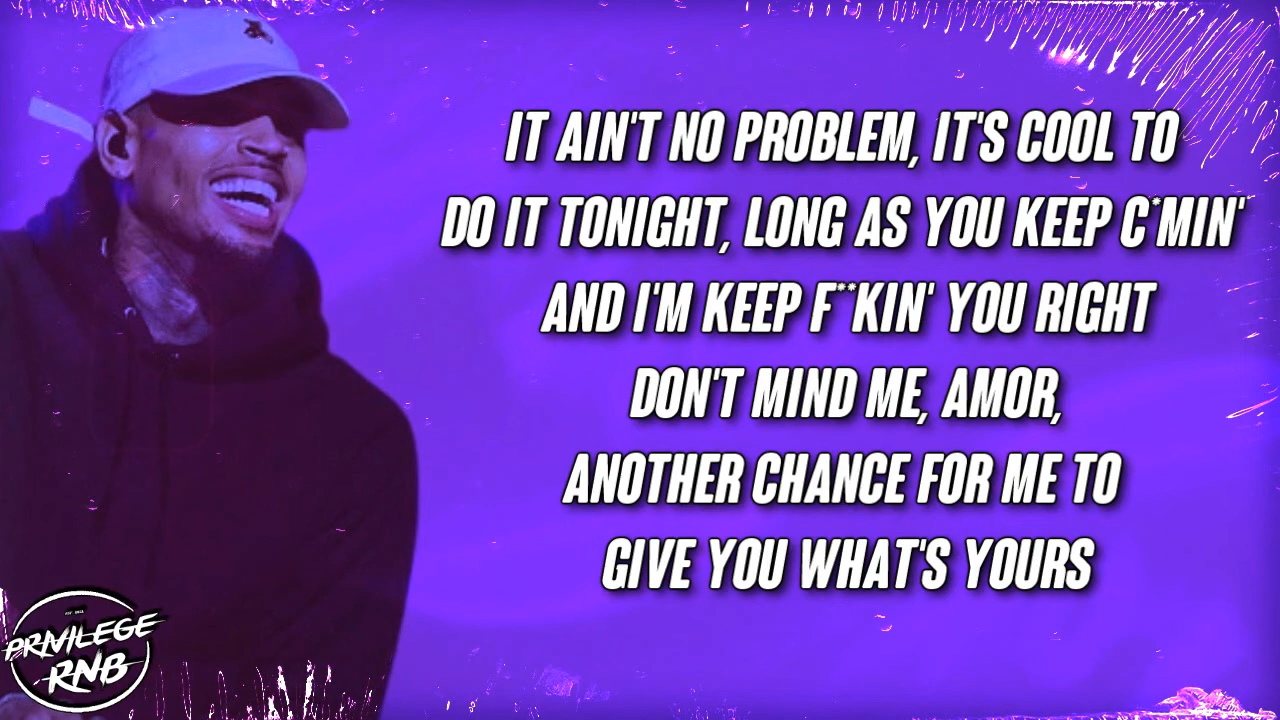 IT AIN'T NO PROBLEM, IT'S COOL TO
DO IT TONIGHT, LONG AS YOU KEEP C*MIN'
AND I'M KEEP F**KIN' YOU RIGHT
DON'T MIND ME, AMOR,
ANOTHER CHANCE FOR ME TO
GIVE YOU WHAT'S YOURS
PRIVILEGE
RNB